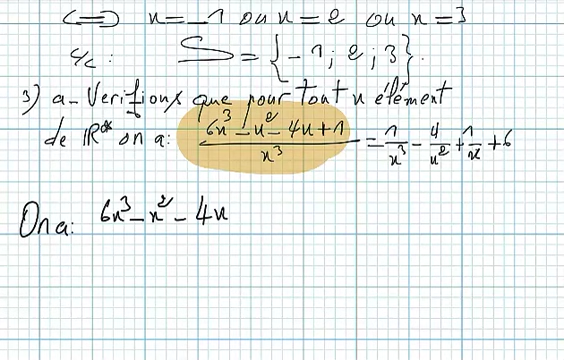 (⟺) x = -1 ou x = 2 ou x = 3
c/c : S = {-1 ; 2 ; 3}.
3) a- Verifions que pour tout x élément
de ℝ* on a : (6x³ - x² - 4x + 1)/x³ = 1/x³ - 4/x² + 1/x + 6
On a : 6x³ - x² - 4x